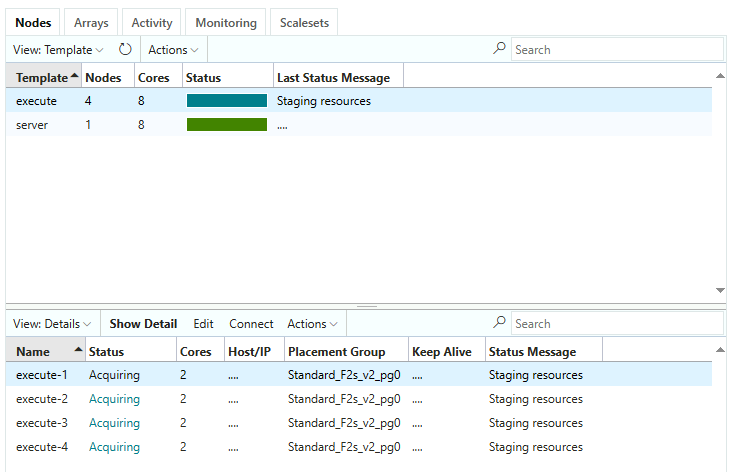 Nodes Arrays Activity Monitoring Scalesets
View: Template Actions Search
Template Nodes Cores Status Last Status Message
execute 4 8 Staging resources
server 1 8 ....
View: Details Show Detail Edit Connect Actions Search
Name Status Cores Host/IP Placement Group Keep Alive Status Message
execute-1 Acquiring 2 .... Standard_F2s_v2_pg0 .... Staging resources
execute-2 Acquiring 2 .... Standard_F2s_v2_pg0 .... Staging resources
execute-3 Acquiring 2 .... Standard_F2s_v2_pg0 .... Staging resources
execute-4 Acquiring 2 .... Standard_F2s_v2_pg0 .... Staging resources